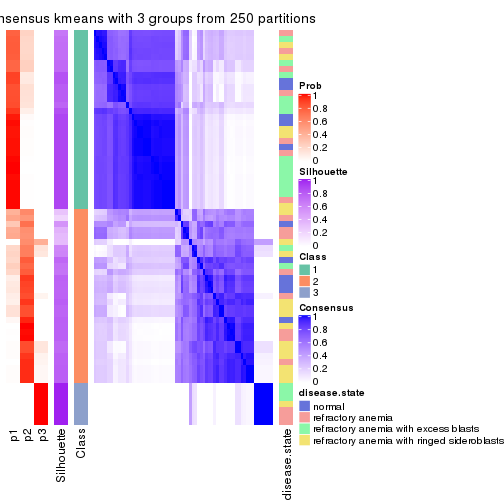 nsensus kmeans with 3 groups from 250 partitions
Prob
1
0.8
0.6
0.4
0.2
0
Silhouette
1
0.8
0.6
0.4
0.2
0
Class
1
2
3
Consensus
1
0.8
0.6
0.4
0.2
0
disease.state
normal
refractory anemia
refractory anemia with excess blasts
refractory anemia with ringed sideroblasts
p1
p2
p3
Silhouette
Class
disease.state